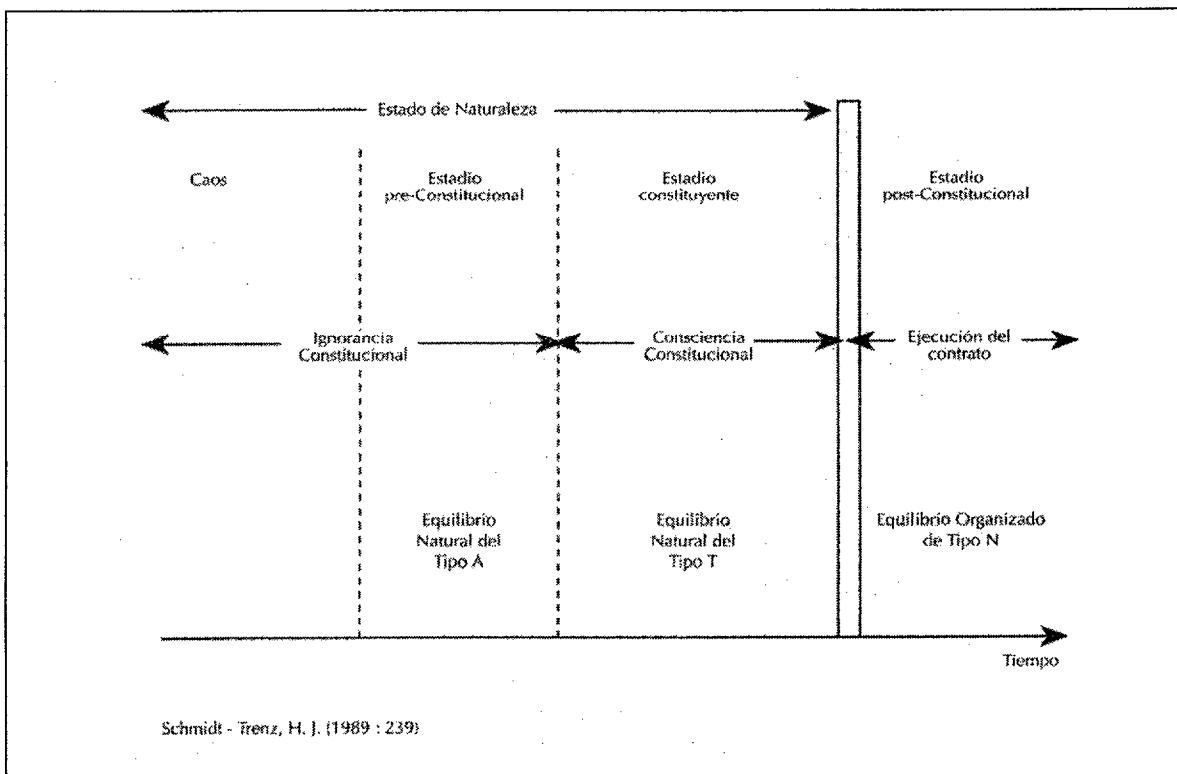 Estado de Naturaleza
Caos
Estadio
pre-Constitucional
Estadio
constituyente
Estadio
post-Constitucional
Ignorancia
Constitucional
Consciencia
Constitucional
Ejecución del
contrato
Equilibrio
Natural del
Tipo A
Equilibrio
Natural del
Tipo T
Equilibrio Organizado
de Tipo N
Tiempo
Schmidt - Trenz, H. J. (1989 : 239)